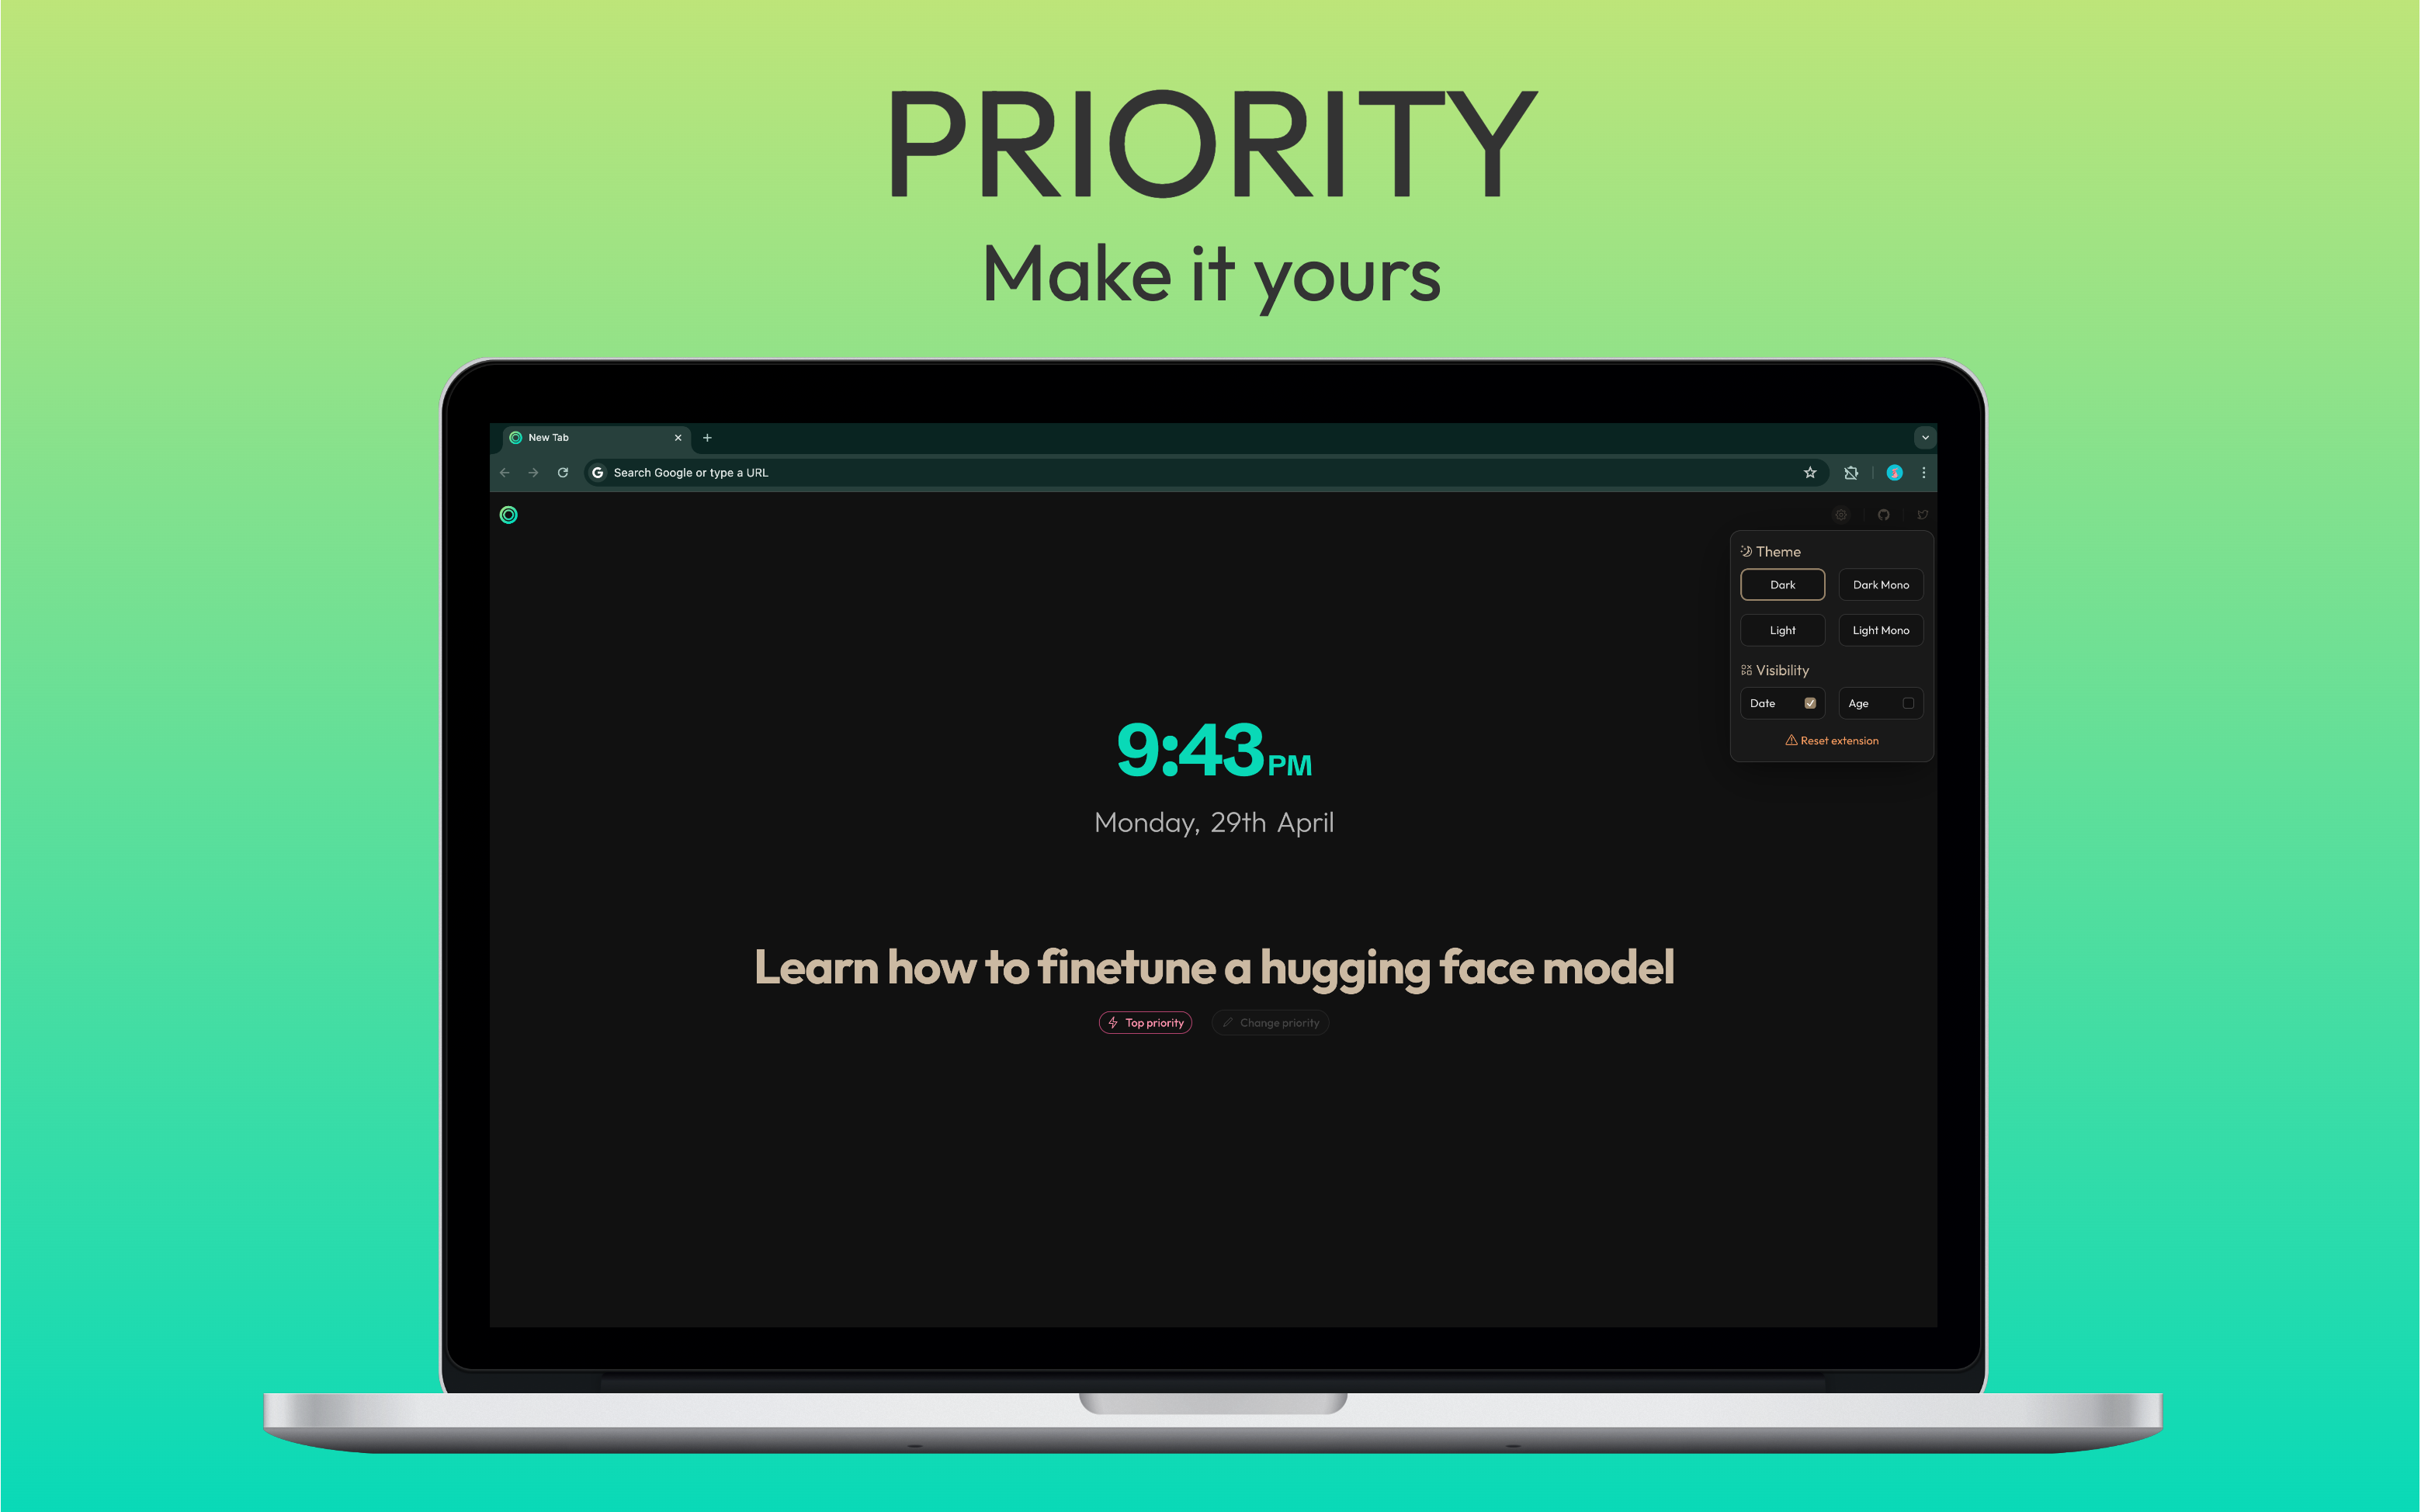 PRIORITY
Make it yours
New Tab
Search Google or type a URL
Theme
Dark
Dark Mono
Light
Light Mono
Visibility
Date
Age
Reset extension
9:43PM
Monday, 29th April
Learn how to finetune a hugging face model
Top priority
Change priority